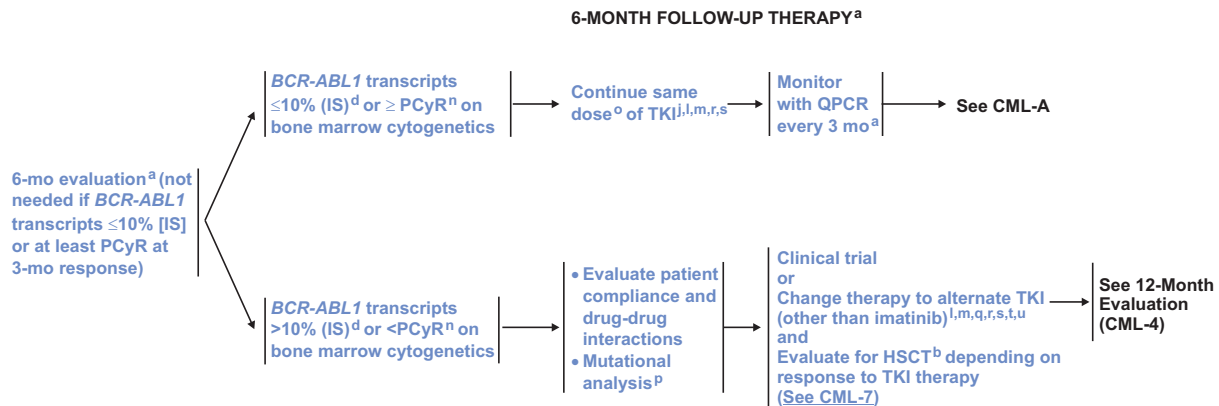 6-MONTH FOLLOW-UP THERAPYᵃ
6-mo evaluationᵃ (not
needed if BCR-ABL1
transcripts ≤10% [IS]
or at least PCyR at
3-mo response)
BCR-ABL1 transcripts
≤10% (IS)ᵈ or ≥ PCyRⁿ on
bone marrow cytogenetics
Continue same
doseᵒ of TKIʲ,ˡ,ᵐ,ʳ,ˢ
Monitor
with QPCR
every 3 moᵃ
See CML-A
BCR-ABL1 transcripts
>10% (IS)ᵈ or <PCyRⁿ on
bone marrow cytogenetics
• Evaluate patient
compliance and
drug-drug
interactions
• Mutational
analysisᵖ
Clinical trial
or
Change therapy to alternate TKI
(other than imatinib)ˡ,ᵐ,q,ʳ,ˢ,ᵗ,ᵘ
and
Evaluate for HSCTᵇ depending on
response to TKI therapy
(See CML-7)
See 12-Month
Evaluation
(CML-4)